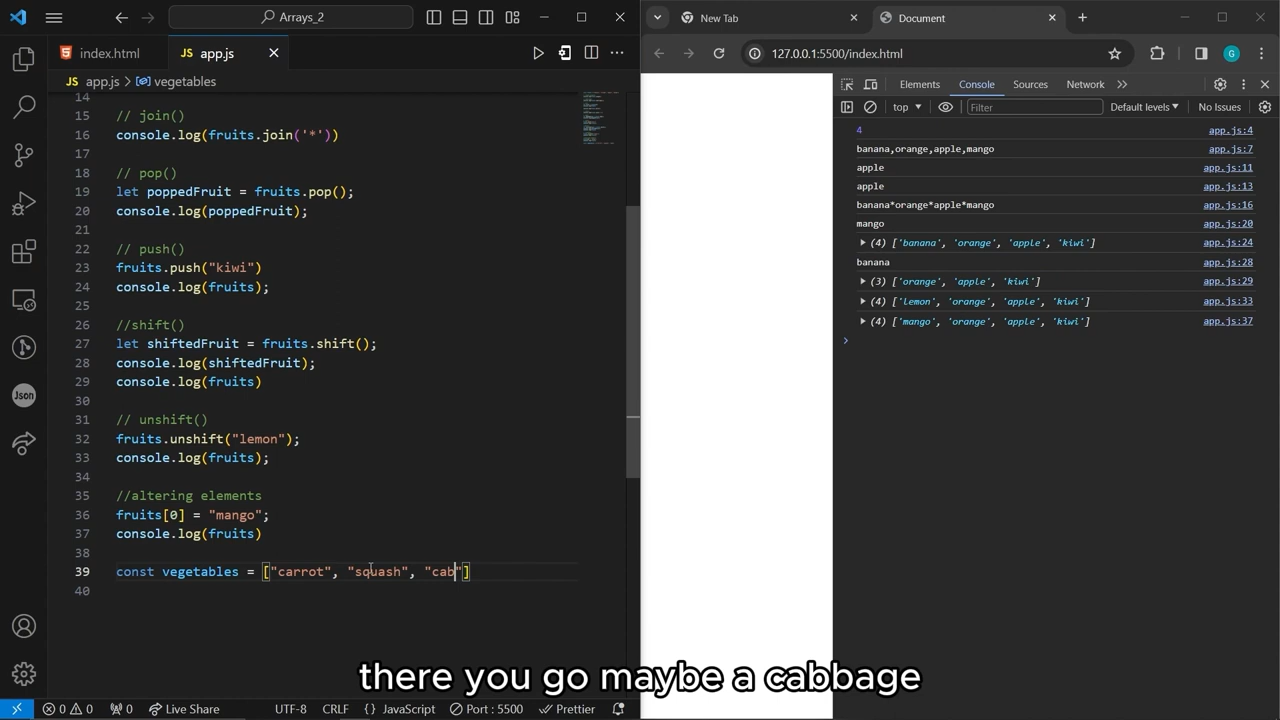 Arrays_2
index.html
JS app.js
JS app.js > vegetables
14
15 // join()
16 console.log(fruits.join('*'))
17
18 // pop()
19 let poppedFruit = fruits.pop();
20 console.log(poppedFruit);
21
22 // push()
23 fruits.push("kiwi")
24 console.log(fruits);
25
26 //shift()
27 let shiftedFruit = fruits.shift();
28 console.log(shiftedFruit);
29 console.log(fruits)
30
31 // unshift()
32 fruits.unshift("lemon");
33 console.log(fruits);
34
35 //altering elements
36 fruits[0] = "mango";
37 console.log(fruits)
38
39 const vegetables = ["carrot", "squash", "cab"]
40
Json
0 0 0 Live Share UTF-8 CRLF {} JavaScript Port : 5500 Prettier
New Tab
Document
127.0.0.1:5500/index.html
G
Elements Console Sources Network
top Filter Default levels No Issues
4 app.js:4
banana,orange,apple,mango app.js:7
apple app.js:11
apple app.js:13
banana*orange*apple*mango app.js:16
mango app.js:20
(4) ['banana', 'orange', 'apple', 'kiwi'] app.js:24
banana app.js:28
(3) ['orange', 'apple', 'kiwi'] app.js:29
(4) ['lemon', 'orange', 'apple', 'kiwi'] app.js:33
(4) ['mango', 'orange', 'apple', 'kiwi'] app.js:37
there you go maybe a cabbage